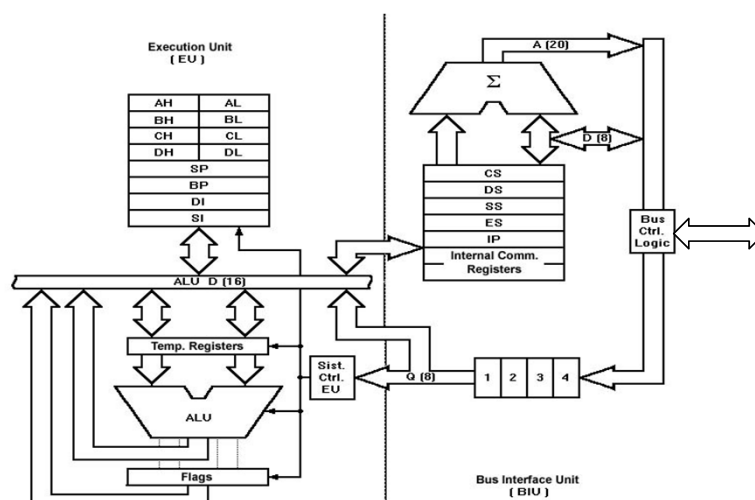 Execution Unit
( EU )
AH AL
BH BL
CH CL
DH DL
SP
BP
DI
SI
ALU D (16)
Temp. Registers
ALU
Flags
Sist.
Ctrl.
EU
A (20)
Σ
D (8)
CS
DS
SS
ES
IP
Internal Comm.
Registers
Bus
Ctrl.
Logic
Q (8)
1 2 3 4
Bus Interface Unit
( BIU )